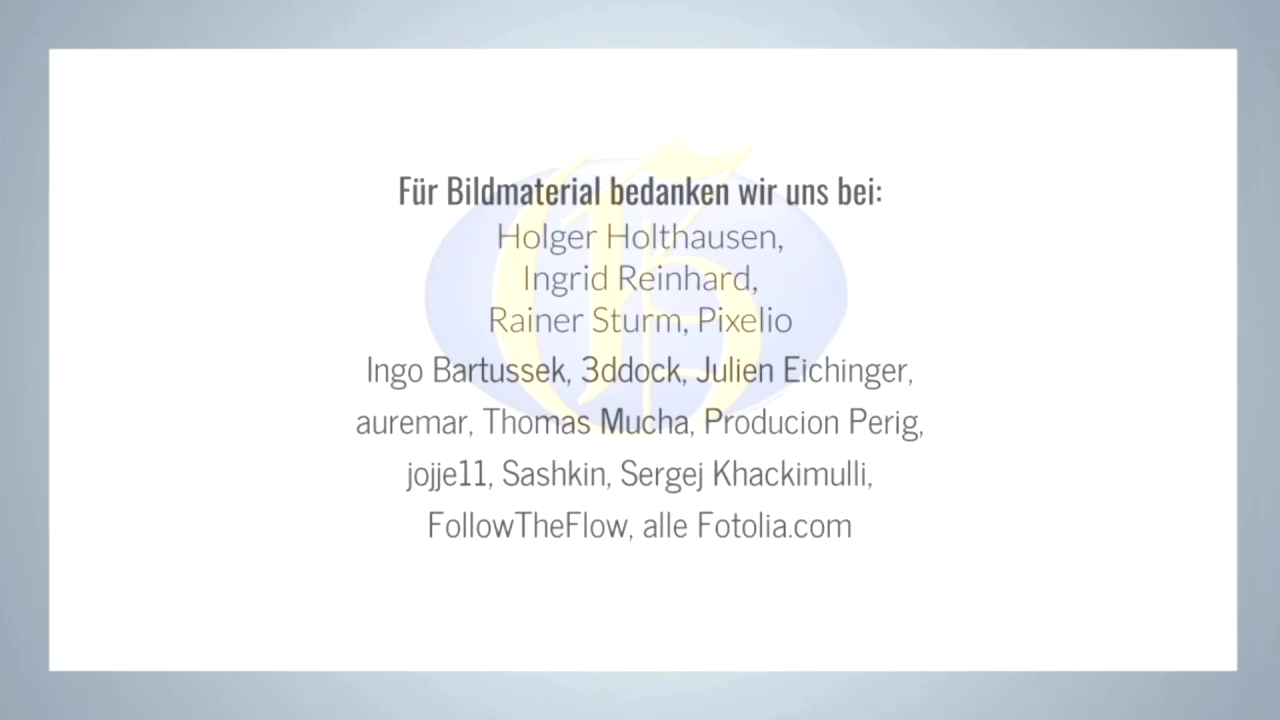 Für Bildmaterial bedanken wir uns bei:
Holger Holthausen,
Ingrid Reinhard,
Rainer Sturm, Pixelio
Ingo Bartussek, 3ddock, Julien Eichinger,
auremar, Thomas Mucha, Producion Perig,
jojje11, Sashkin, Sergej Khackimulli,
FollowTheFlow, alle Fotolia.com